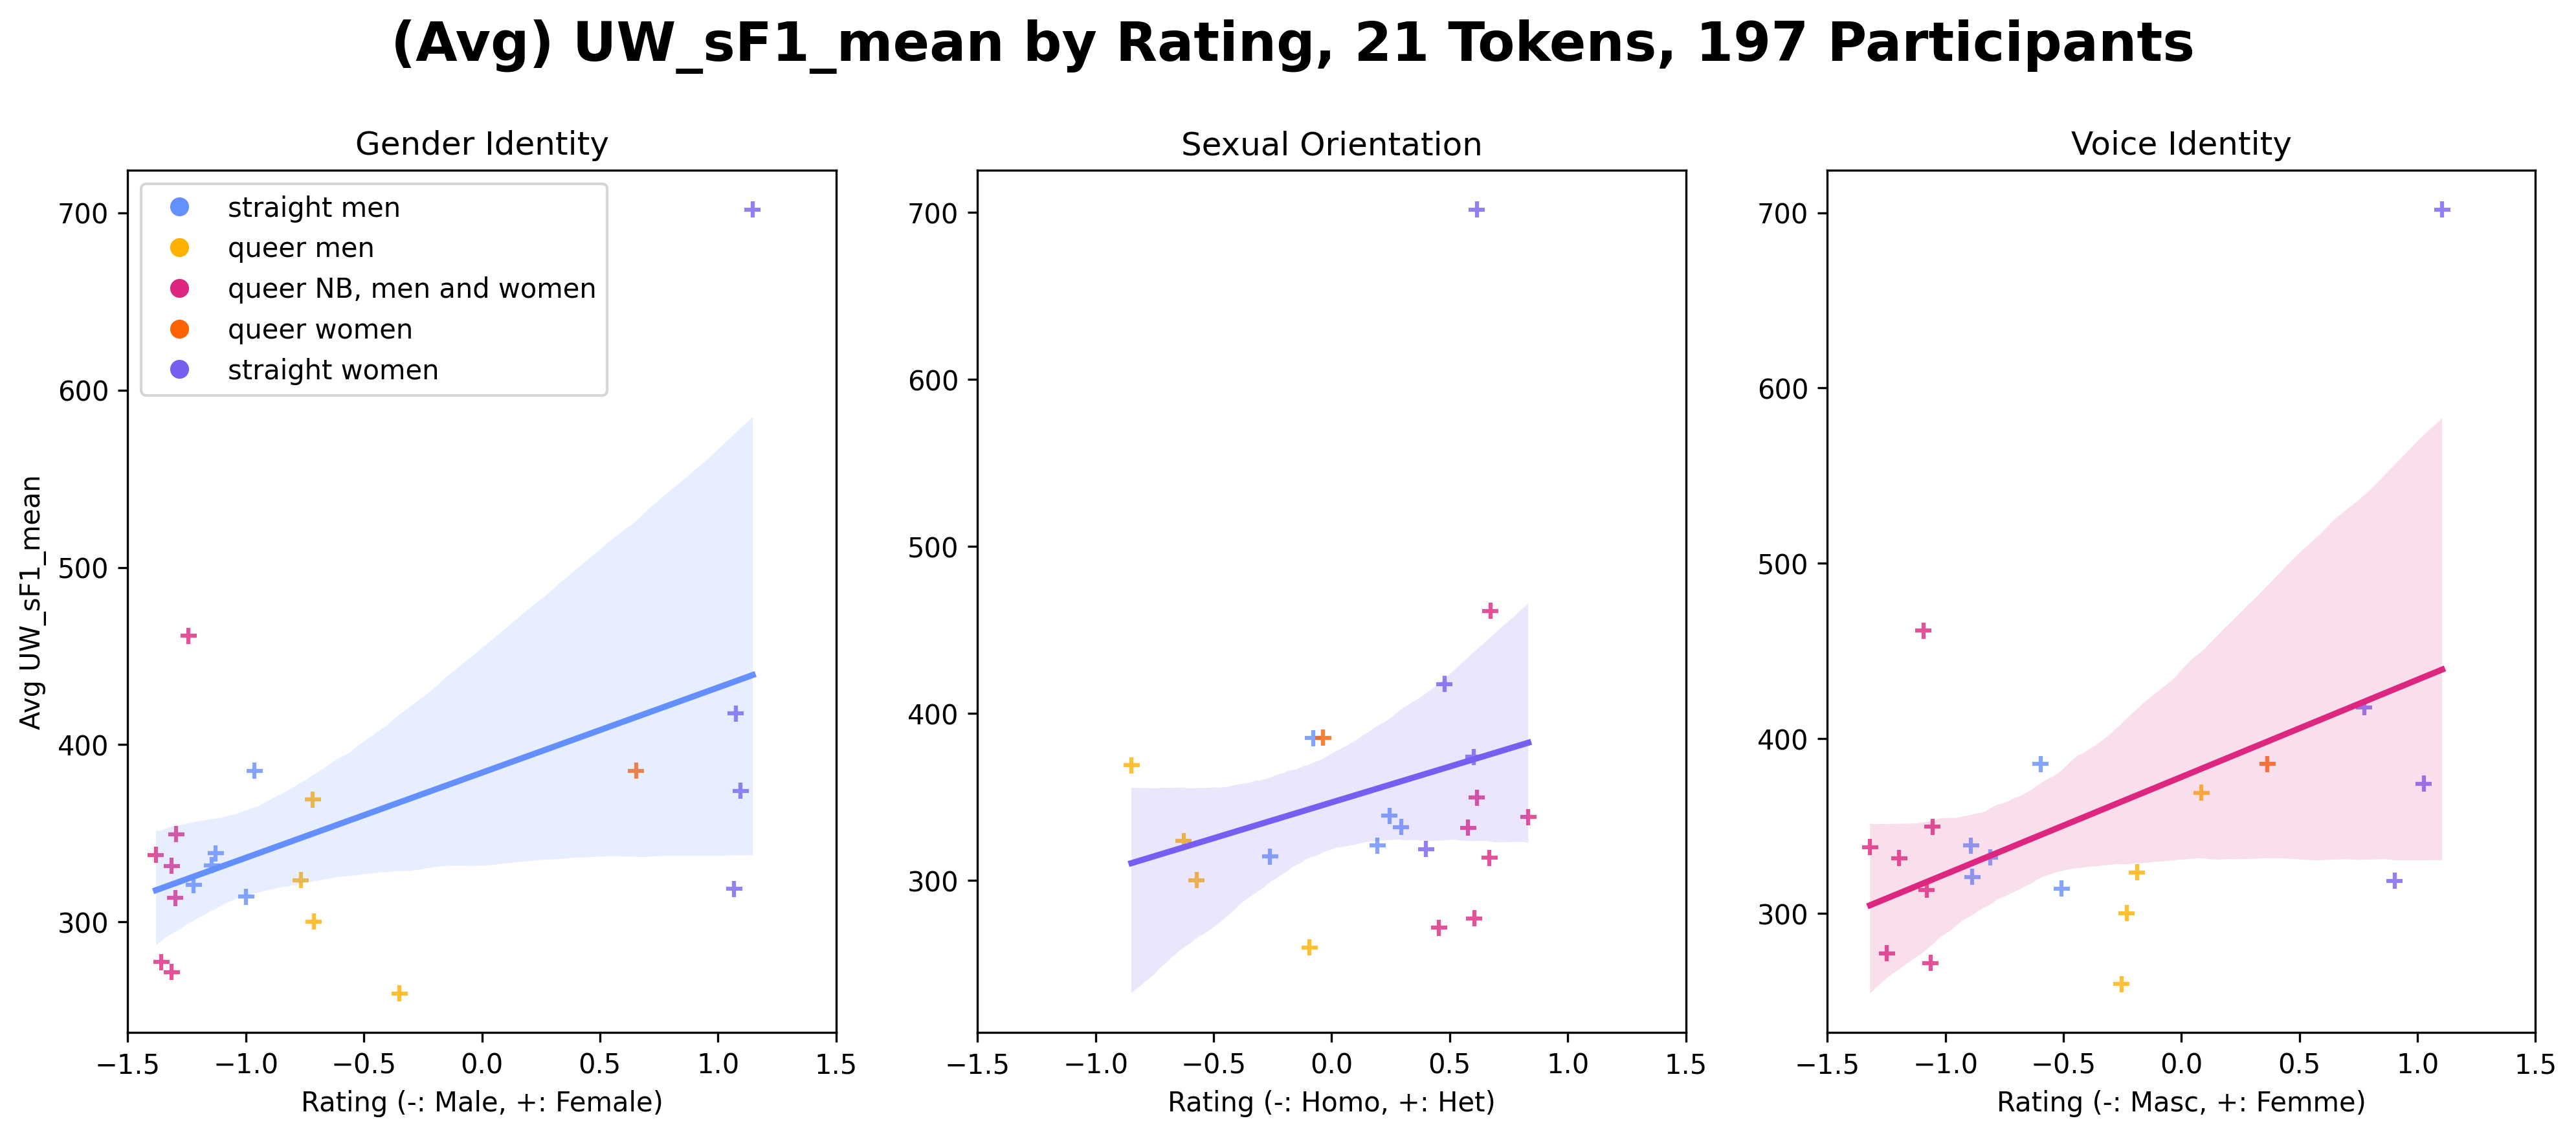 (Avg) UW_sF1_mean by Rating, 21 Tokens, 197 Participants
Gender Identity
straight men
queer men
queer NB, men and women
queer women
straight women
Avg UW_sF1_mean
700
600
500
400
300
−1.5 −1.0 −0.5 0.0 0.5 1.0 1.5
Rating (-: Male, +: Female)
Sexual Orientation
700
600
500
400
300
−1.5 −1.0 −0.5 0.0 0.5 1.0 1.5
Rating (-: Homo, +: Het)
Voice Identity
700
600
500
400
300
−1.5 −1.0 −0.5 0.0 0.5 1.0 1.5
Rating (-: Masc, +: Femme)